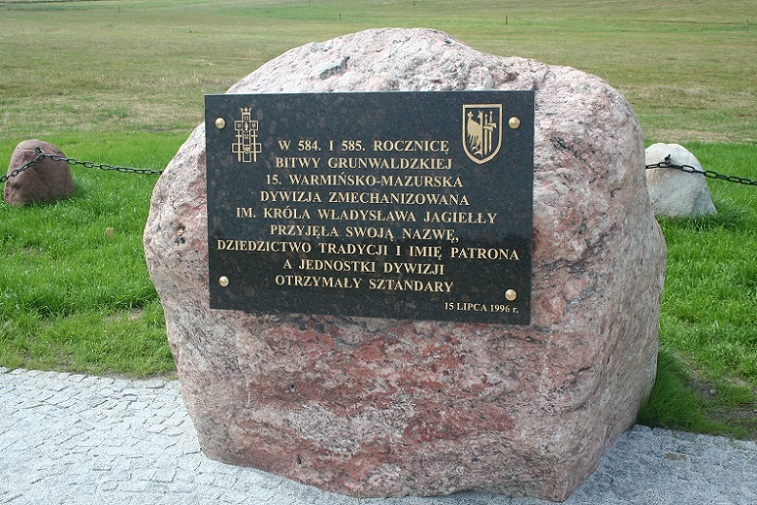 W 584. I 585. ROCZNICĘ
BITWY GRUNWALDZKIEJ
15. WARMIŃSKO-MAZURSKA
DYWIZJA ZMECHANIZOWANA
IM. KRÓLA WŁADYSŁAWA JAGIEŁŁY
PRZYJĘŁA SWOJĄ NAZWĘ,
DZIEDZICTWO TRADYCJI I IMIĘ PATRONA
A JEDNOSTKI DYWIZJI
OTRZYMAŁY SZTANDARY
15 LIPCA 1996 r.